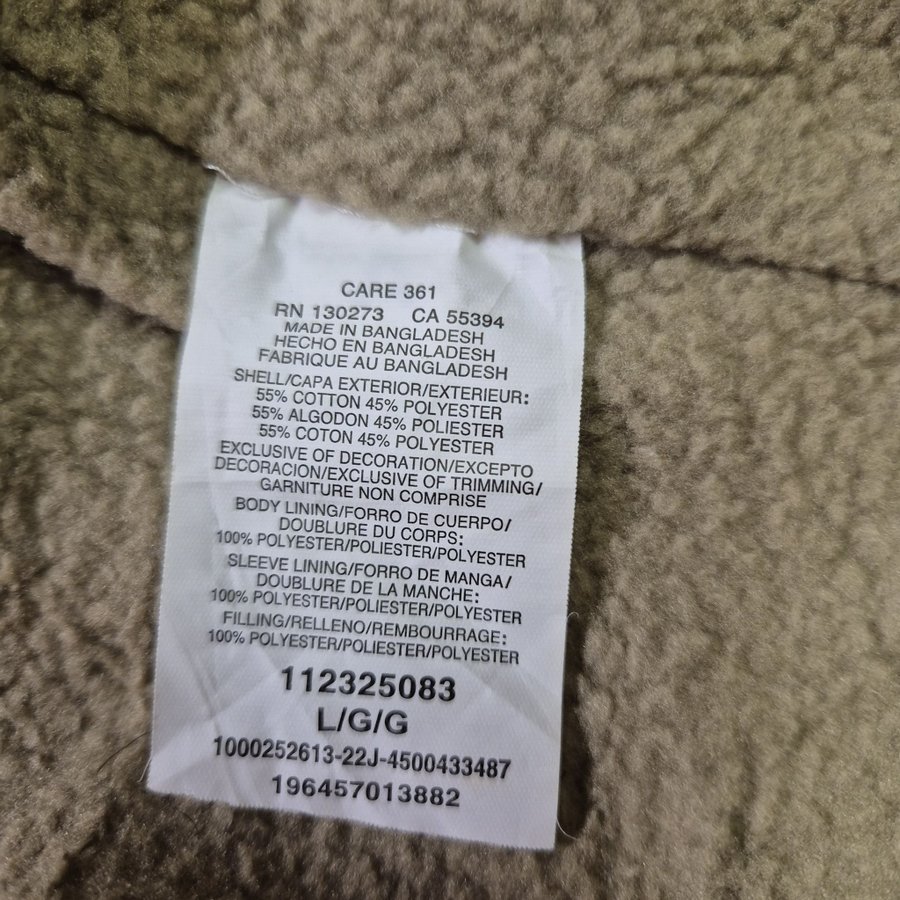 CARE 361
RN 130273 CA 55394
MADE IN BANGLADESH
HECHO EN BANGLADESH
FABRIQUE AU BANGLADESH
SHELL/CAPA EXTERIOR/EXTERIEUR:
55% COTTON 45% POLYESTER
55% ALGODON 45% POLIESTER
55% COTON 45% POLYESTER
EXCLUSIVE OF DECORATION/EXCEPTO
DECORACION/EXCLUSIVE OF TRIMMING/
GARNITURE NON COMPRISE
BODY LINING/FORRO DE CUERPO/
DOUBLURE DU CORPS:
100% POLYESTER/POLIESTER/POLYESTER
SLEEVE LINING/FORRO DE MANGA/
DOUBLURE DE LA MANCHE:
100% POLYESTER/POLIESTER/POLYESTER
FILLING/RELLENO/REMBOURRAGE:
100% POLYESTER/POLIESTER/POLYESTER
112325083
L/G/G
1000252613-22J-4500433487
196457013882